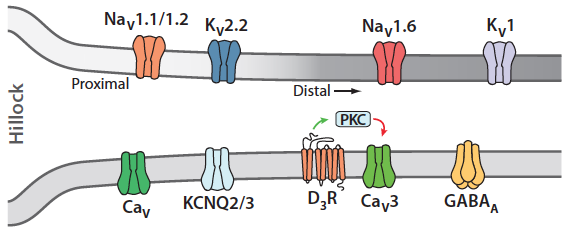 Hillock
Nav1.1/1.2
Kv2.2
Nav1.6
Kv1
Proximal
Distal
PKC
Cav
KCNQ2/3
D3R
Cav3
GABAA